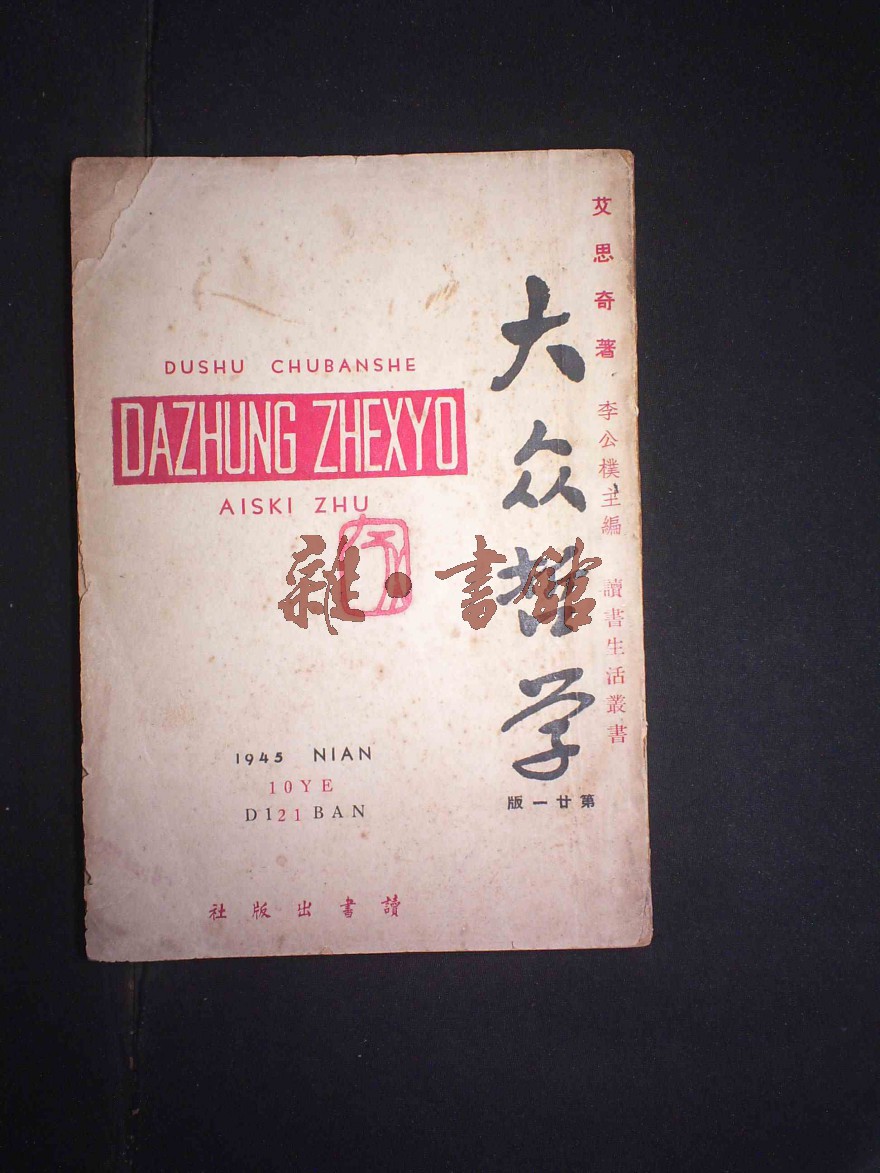 艾思奇著 李公樸主編 讀書生活叢書
大众哲学
第廿一版
DUSHU CHUBANSHE
DAZHUNG ZHEXYO
AISKI ZHU
雜·書館
1945 NIAN
10YE
D121BAN
讀書出版社